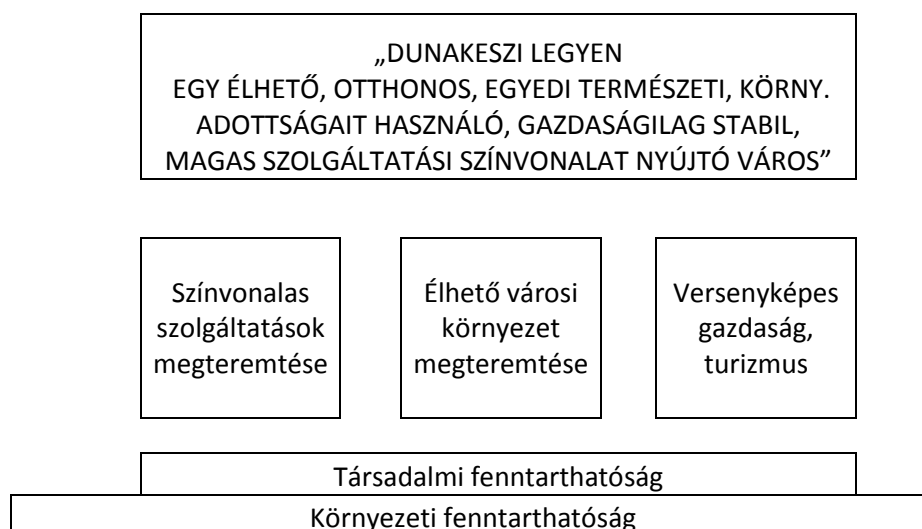 „DUNAKESZI LEGYEN
EGY ÉLHETŐ, OTTHONOS, EGYEDI TERMÉSZETI, KÖRNY.
ADOTTSÁGAIT HASZNÁLÓ, GAZDASÁGILAG STABIL,
MAGAS SZOLGÁLTATÁSI SZÍNVONALAT NYÚJTÓ VÁROS”
Színvonalas
szolgáltatások
megteremtése
Élhető városi
környezet
megteremtése
Versenyképes
gazdaság,
turizmus
Társadalmi fenntarthatóság
Környezeti fenntarthatóság